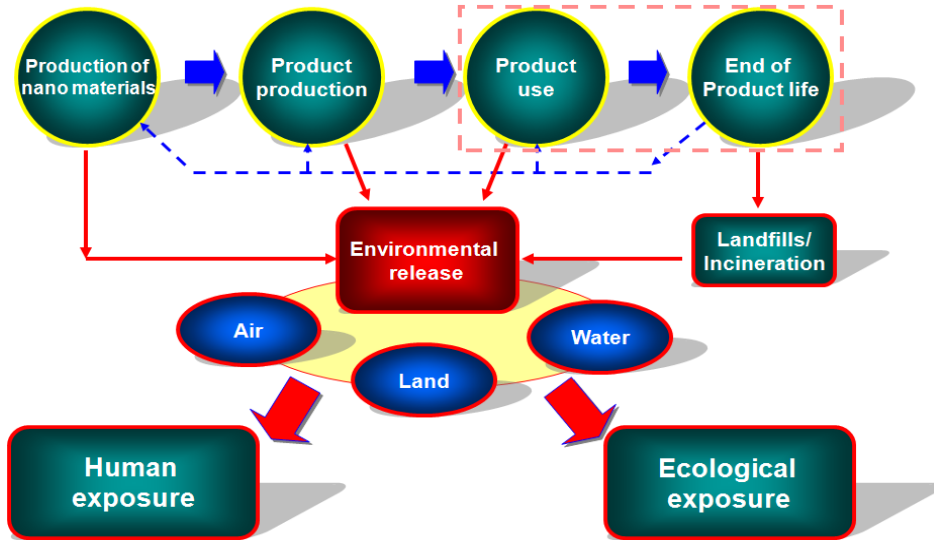 Production of
nano materials
Product
production
Product
use
End of
Product life
Environmental
release
Landfills/
Incineration
Air
Water
Land
Human
exposure
Ecological
exposure